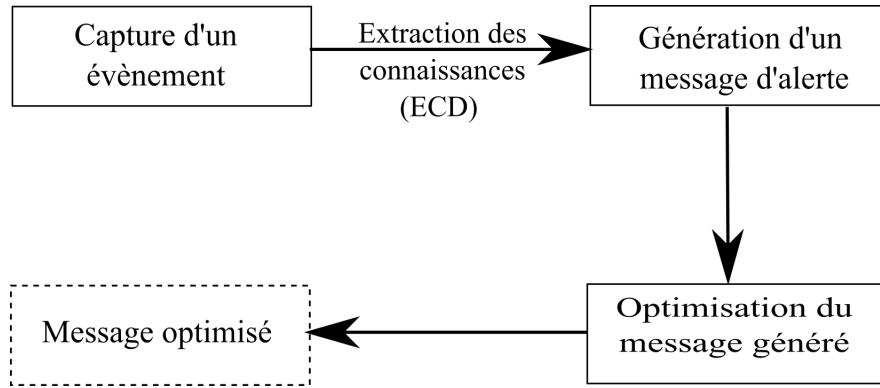 Capture d'un
évènement
Extraction des
connaissances
(ECD)
Génération d'un
message d'alerte
Optimisation du
message généré
Message optimisé